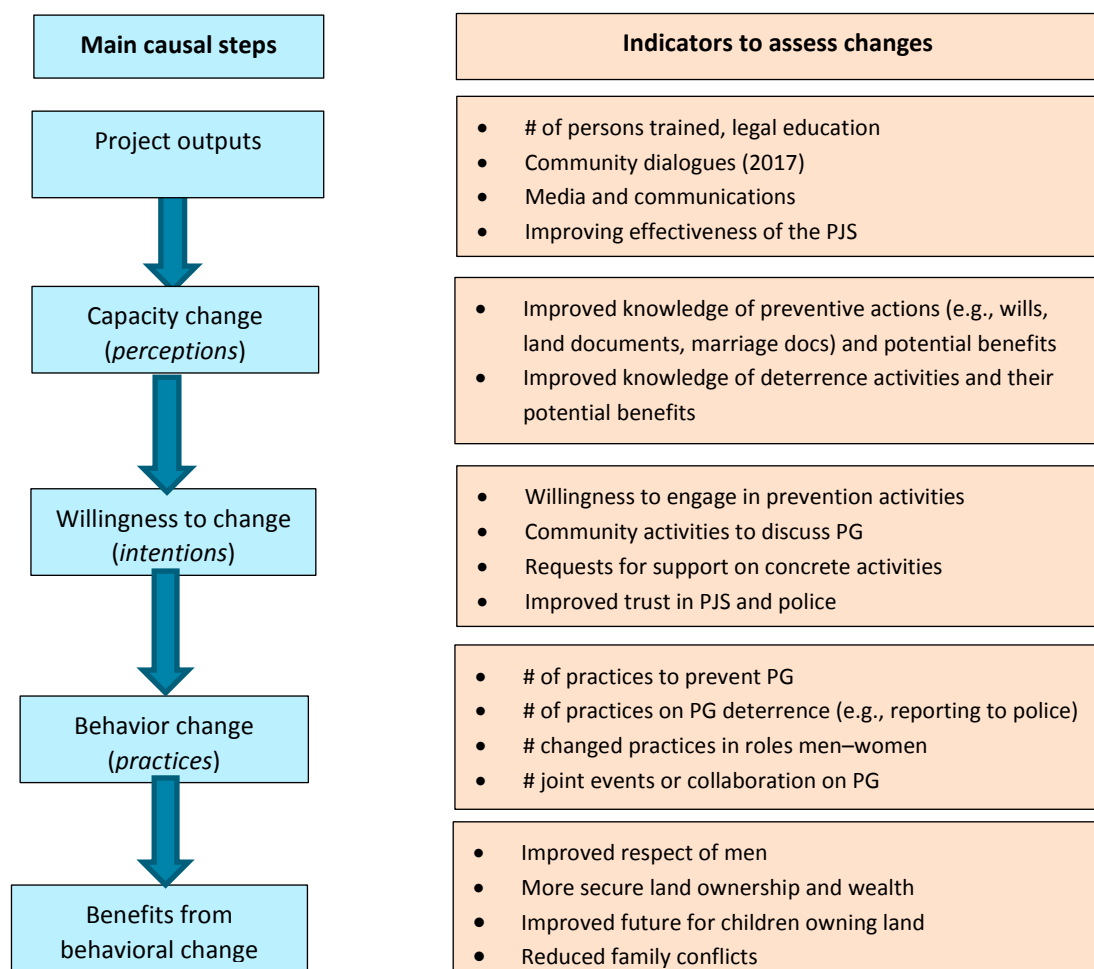 Main causal steps
Indicators to assess changes
Project outputs
• # of persons trained, legal education
• Community dialogues (2017)
• Media and communications
• Improving effectiveness of the PJS
Capacity change
(perceptions)
• Improved knowledge of preventive actions (e.g., wills,
land documents, marriage docs) and potential benefits
• Improved knowledge of deterrence activities and their
potential benefits
Willingness to change
(intentions)
• Willingness to engage in prevention activities
• Community activities to discuss PG
• Requests for support on concrete activities
• Improved trust in PJS and police
Behavior change
(practices)
• # of practices to prevent PG
• # of practices on PG deterrence (e.g., reporting to police)
• # changed practices in roles men–women
• # joint events or collaboration on PG
Benefits from
behavioral change
• Improved respect of men
• More secure land ownership and wealth
• Improved future for children owning land
• Reduced family conflicts